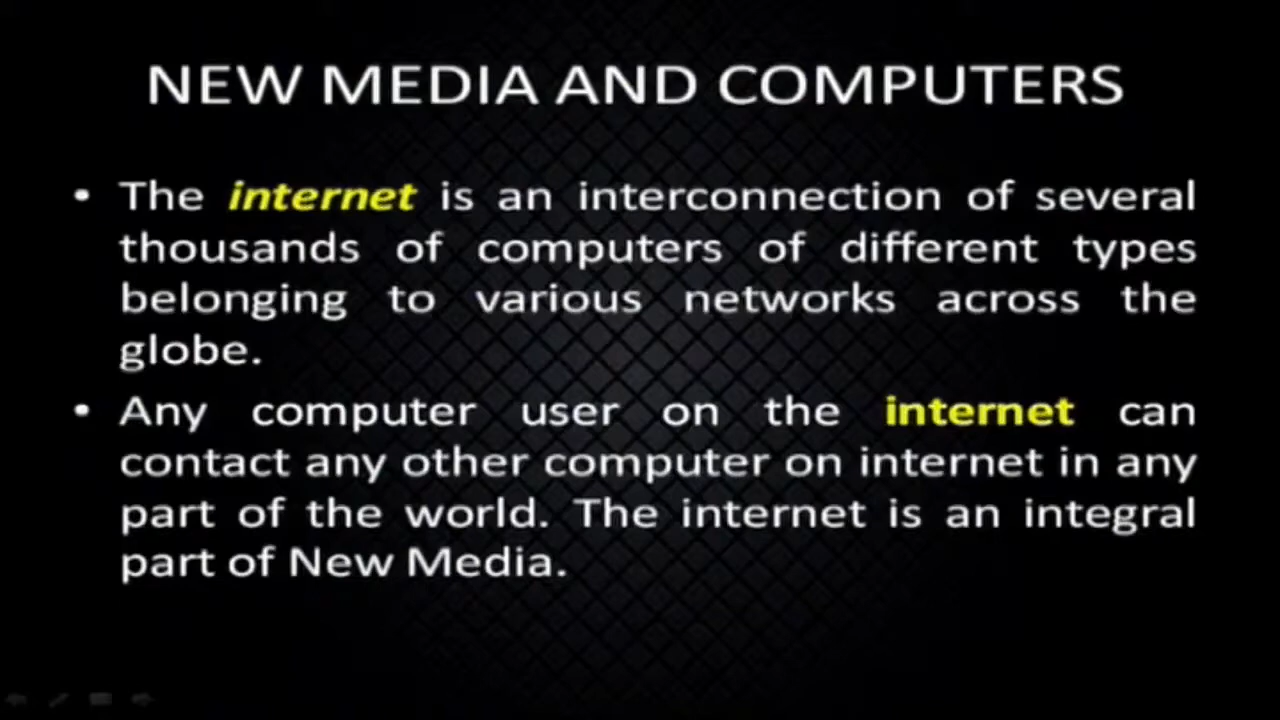 NEW MEDIA AND COMPUTERS
• The internet is an interconnection of several
thousands of computers of different types
belonging to various networks across the
globe.
• Any computer user on the internet can
contact any other computer on internet in any
part of the world. The internet is an integral
part of New Media.